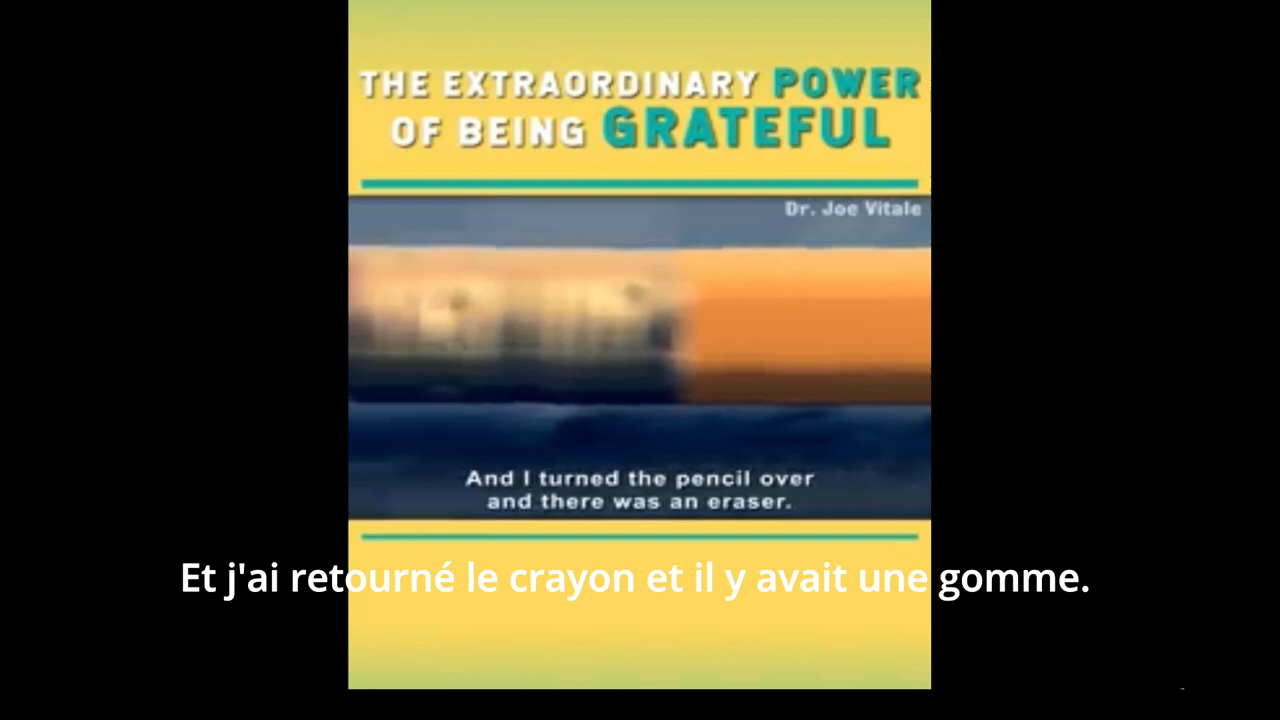 THE EXTRAORDINARY POWER
OF BEING GRATEFUL
Dr. Joe Vitale
And I turned the pencil over
and there was an eraser.
Et j'ai retourné le crayon et il y avait une gomme.